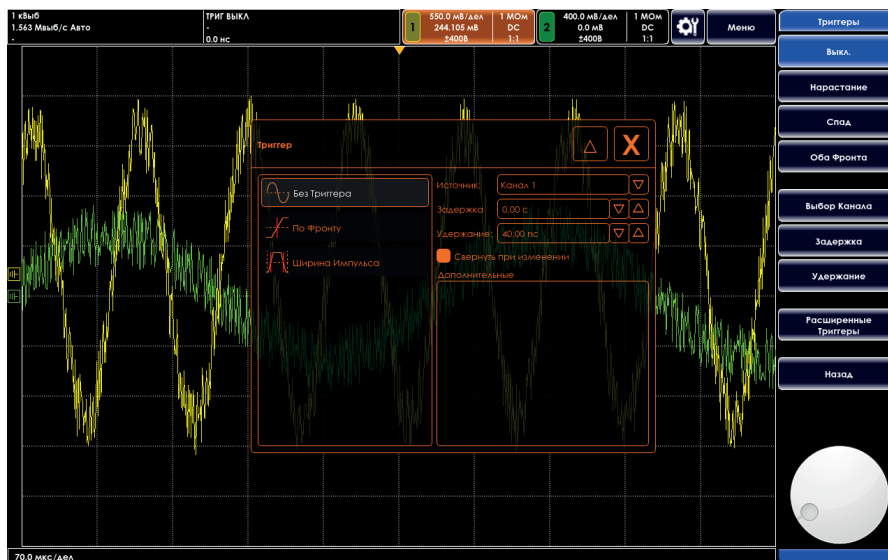 1 кВыб
1.563 Мвыб/с Авто
-
ТРИГ ВЫКЛ
-
0.0 нс
1
550.0 мВ/дел
244.105 мВ
±400В
1 МОм
DC
1:1
2
400.0 мВ/дел
0.0 мВ
±400В
1 МОм
DC
1:1
Меню
Триггеры
Выкл.
Нарастание
Спад
Оба Фронта
Выбор Канала
Задержка
Удержание
Расширенные
Триггеры
Назад
Триггер
X
Без Триггера
По Фронту
Ширина Импульса
Источник: Канал 1
Задержка 0.00 с
Удержание: 40.00 nс
Свернуть при изменении
Дополнительные
70.0 мкс/дел